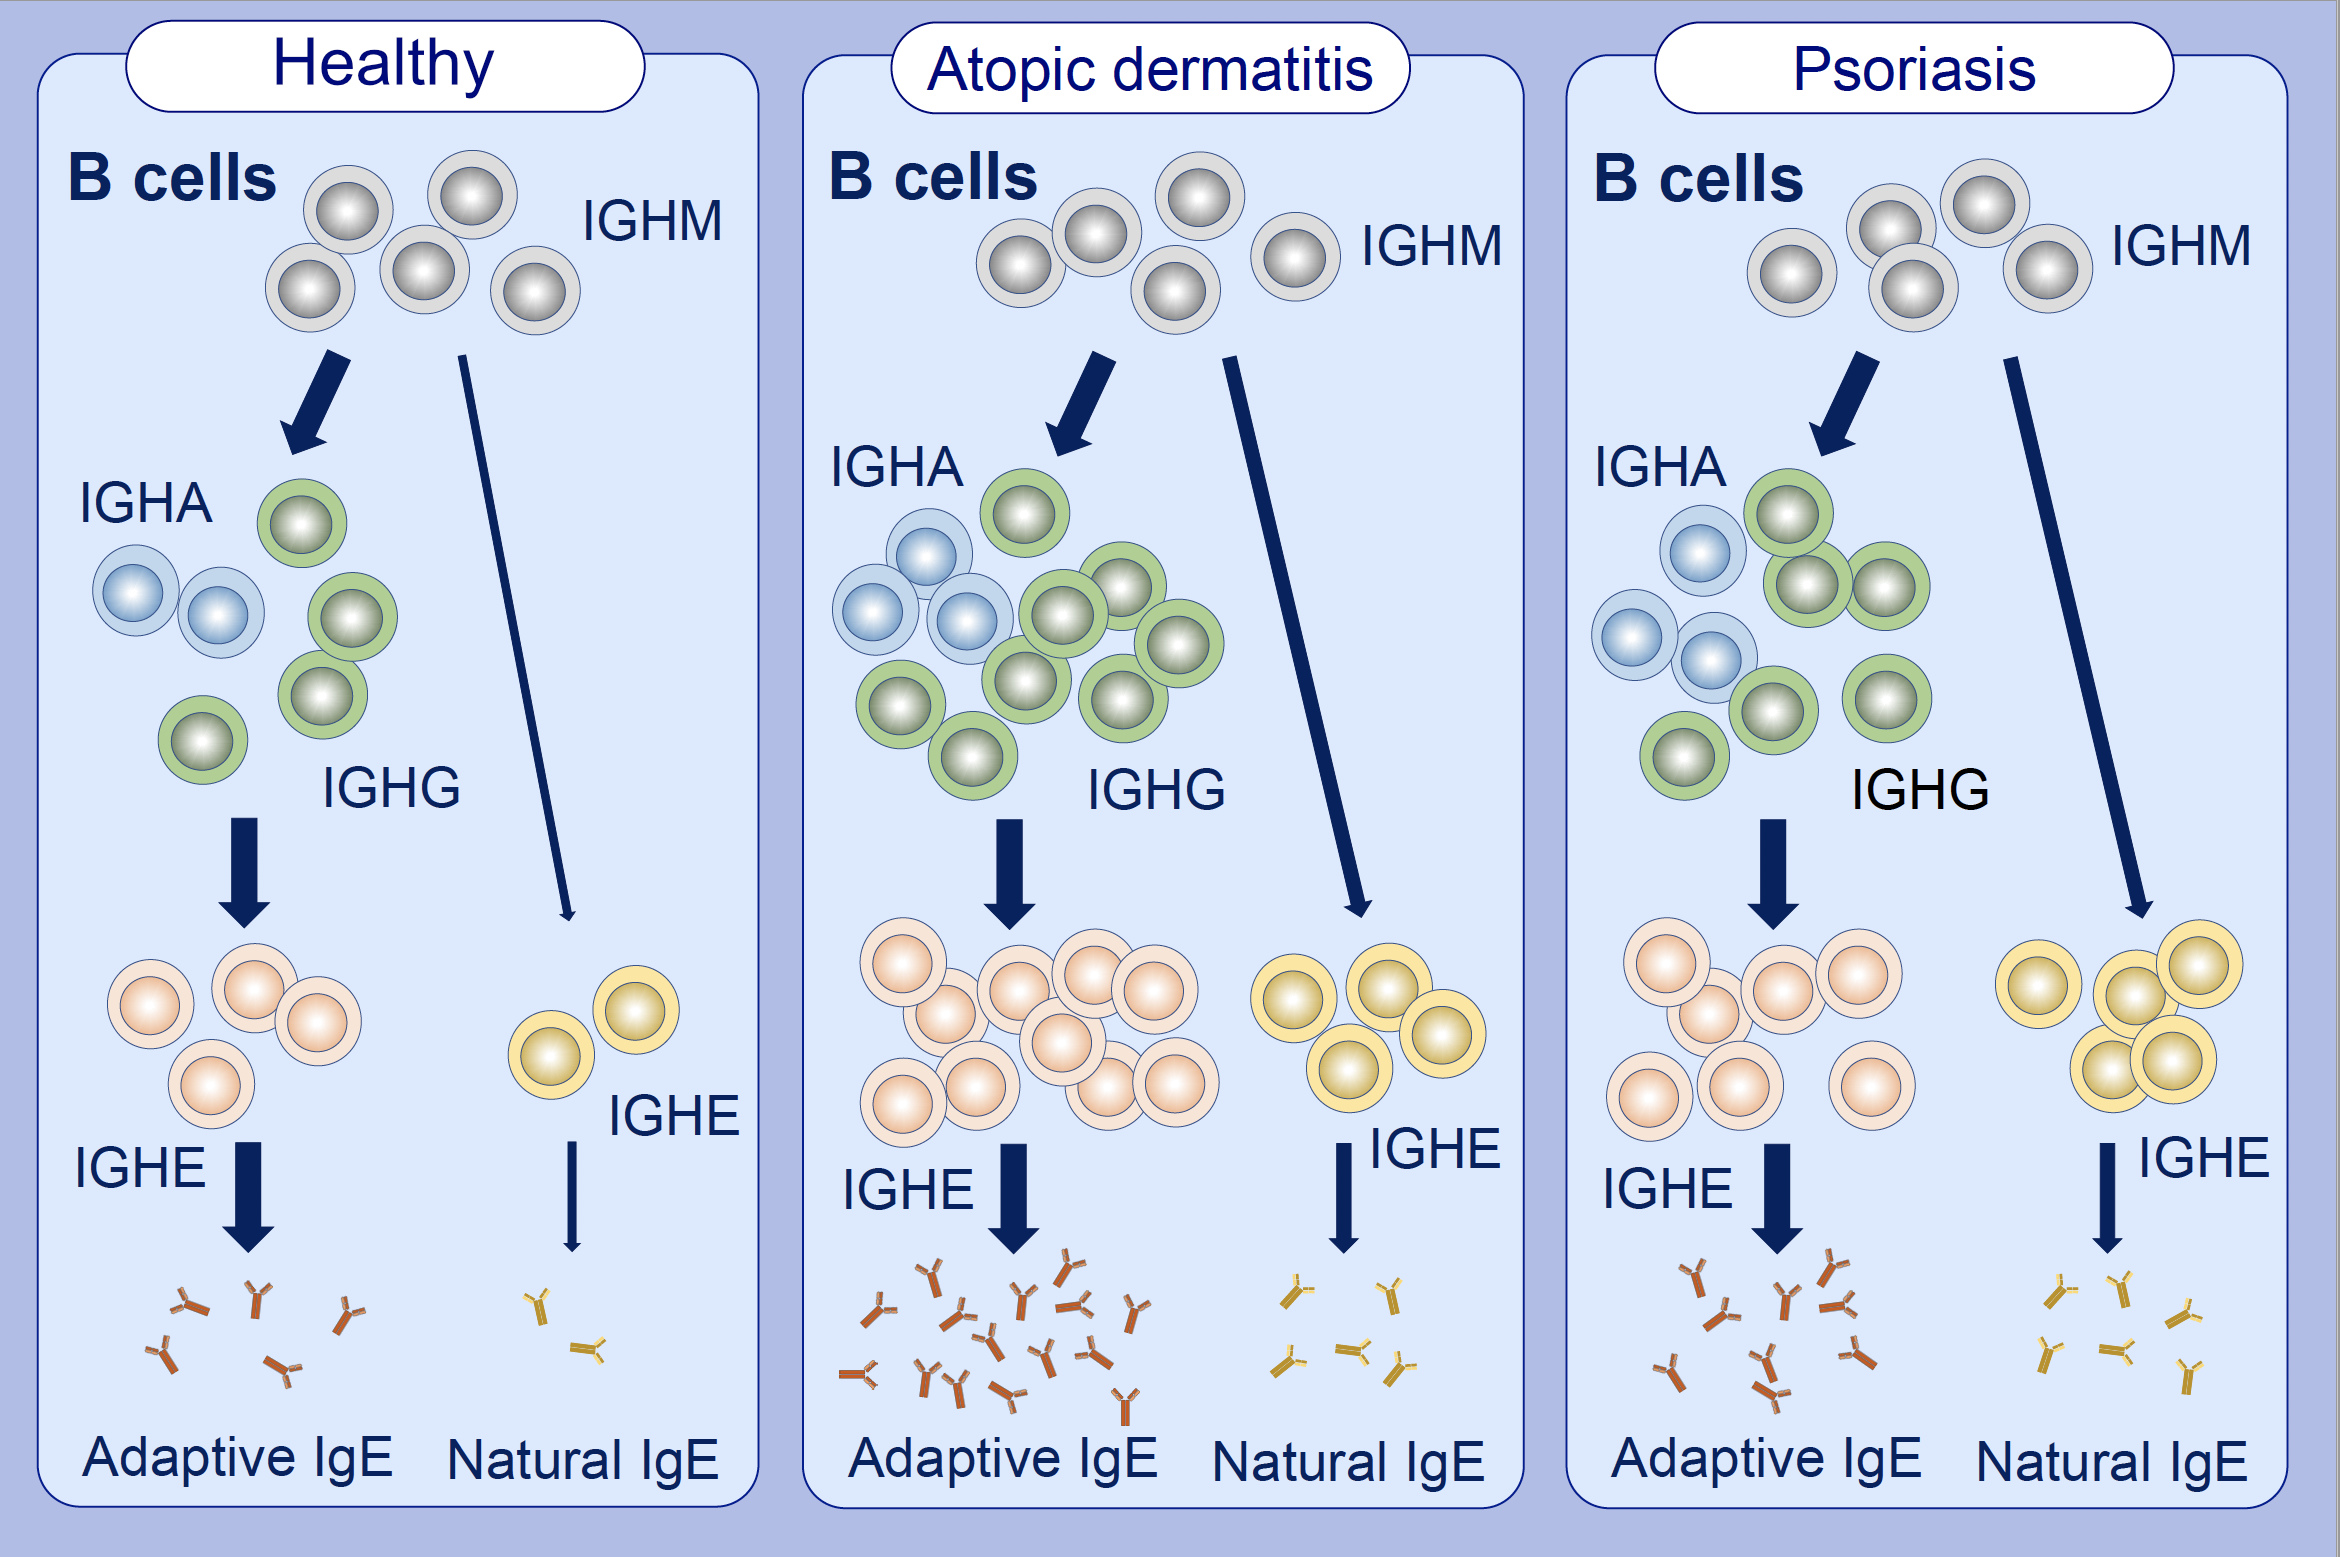 Healthy
B cells
IGHM
IGHA
IGHG
IGHE
IGHE
Adaptive IgE
Natural IgE
Atopic dermatitis
B cells
IGHM
IGHA
IGHG
IGHE
IGHE
Adaptive IgE
Natural IgE
Psoriasis
B cells
IGHM
IGHA
IGHG
IGHE
IGHE
Adaptive IgE
Natural IgE